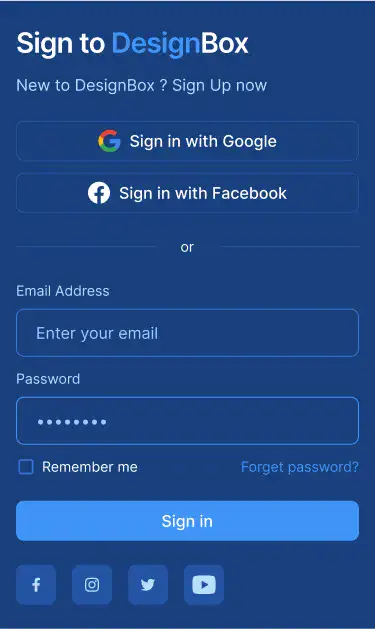 Sign to DesignBox
New to DesignBox ? Sign Up now
Sign in with Google
Sign in with Facebook
or
Email Address
Enter your email
Password
Remember me
Forget password?
Sign in